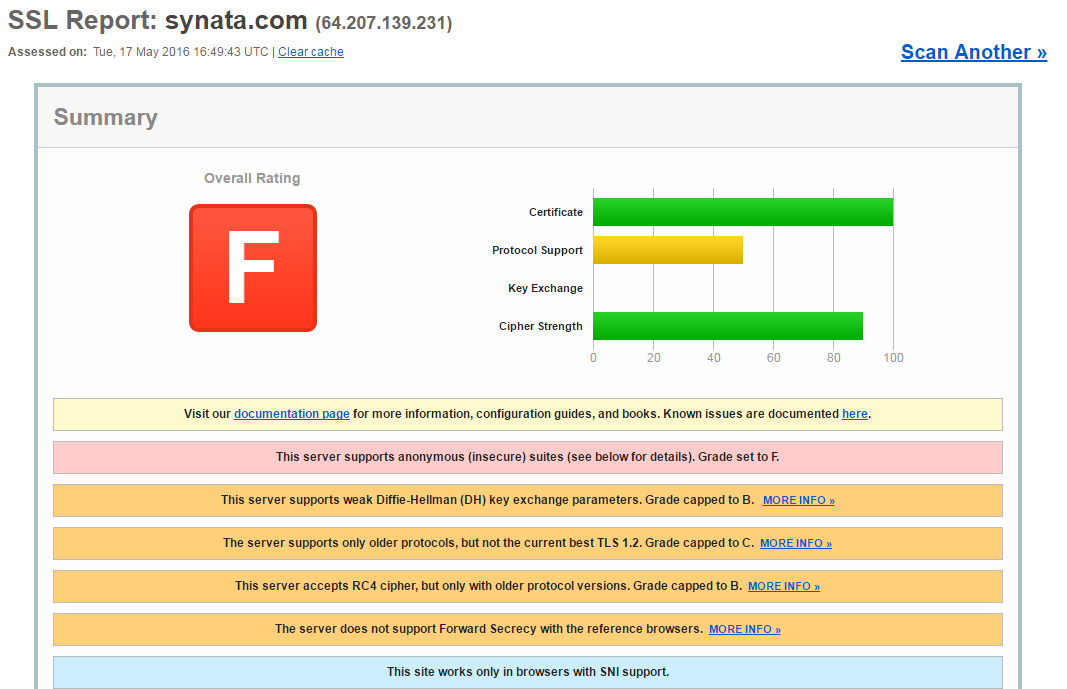 SSL Report: synata.com (64.207.139.231)
Assessed on: Tue, 17 May 2016 16:49:43 UTC | Clear cache
Scan Another »
Summary
Overall Rating
F
Certificate
Protocol Support
Key Exchange
Cipher Strength
0 20 40 60 80 100
Visit our documentation page for more information, configuration guides, and books. Known issues are documented here.
This server supports anonymous (insecure) suites (see below for details). Grade set to F.
This server supports weak Diffie-Hellman (DH) key exchange parameters. Grade capped to B. MORE INFO »
The server supports only older protocols, but not the current best TLS 1.2. Grade capped to C. MORE INFO »
This server accepts RC4 cipher, but only with older protocol versions. Grade capped to B. MORE INFO »
The server does not support Forward Secrecy with the reference browsers. MORE INFO »
This site works only in browsers with SNI support.